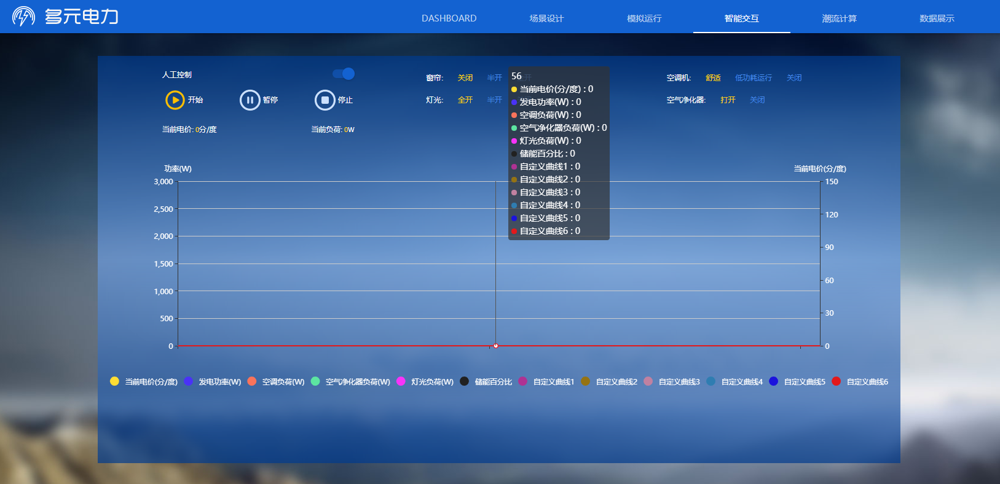 多元电力
DASHBOARD
场景设计
模拟运行
智能交互
潮流计算
数据展示
人工控制
开始
暂停
停止
当前电价: 0分/度
当前负荷: 0W
窗帘: 关闭 半开 全开
灯光: 全开 半开
空调机: 舒适 低功耗运行 关闭
空气净化器: 打开 关闭
56
当前电价(分/度) : 0
发电功率(W) : 0
空调负荷(W) : 0
空气净化器负荷(W) : 0
灯光负荷(W) : 0
储能百分比 : 0
自定义曲线1 : 0
自定义曲线2 : 0
自定义曲线3 : 0
自定义曲线4 : 0
自定义曲线5 : 0
自定义曲线6 : 0
功率(W)
当前电价(分/度)
3,000
2,500
2,000
1,500
1,000
500
0
150
120
90
60
30
0
当前电价(分/度)
发电功率(W)
空调负荷(W)
空气净化器负荷(W)
灯光负荷(W)
储能百分比
自定义曲线1
自定义曲线2
自定义曲线3
自定义曲线4
自定义曲线5
自定义曲线6